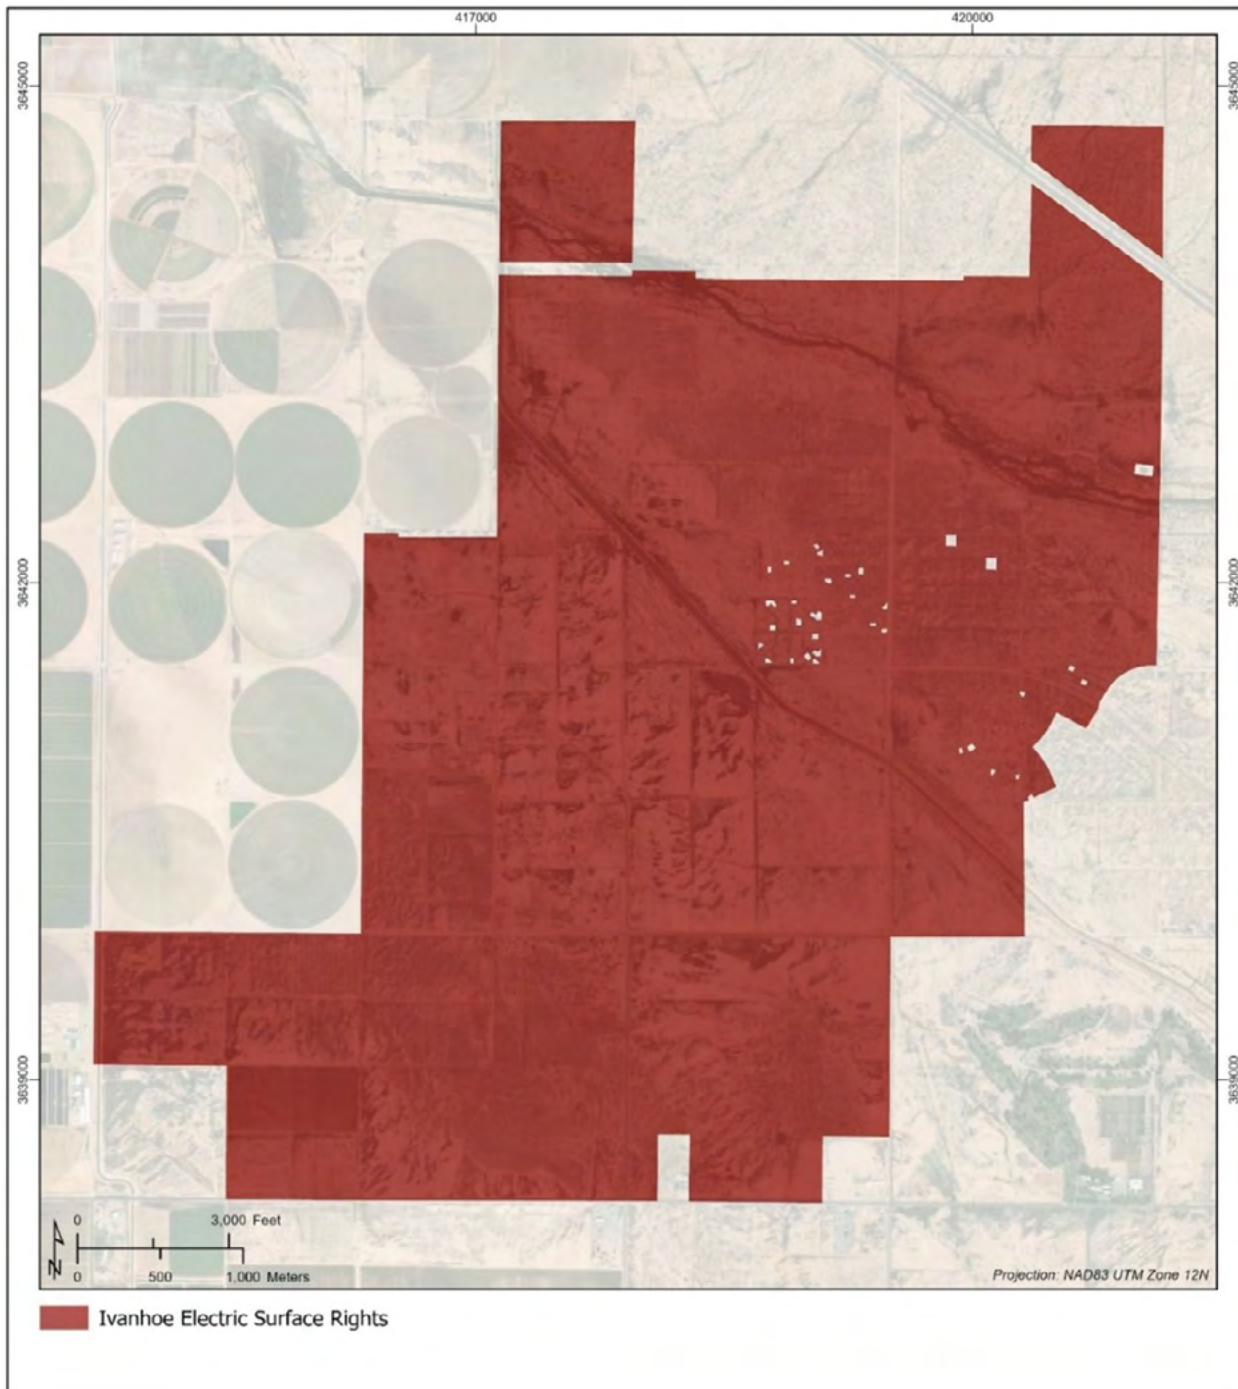 417000 420000
3645000 3645000
3642000 3642000
3639000 3639000
0 3,000 Feet
0 500 1,000 Meters
N
Projection: NAD83 UTM Zone 12N
Ivanhoe Electric Surface Rights